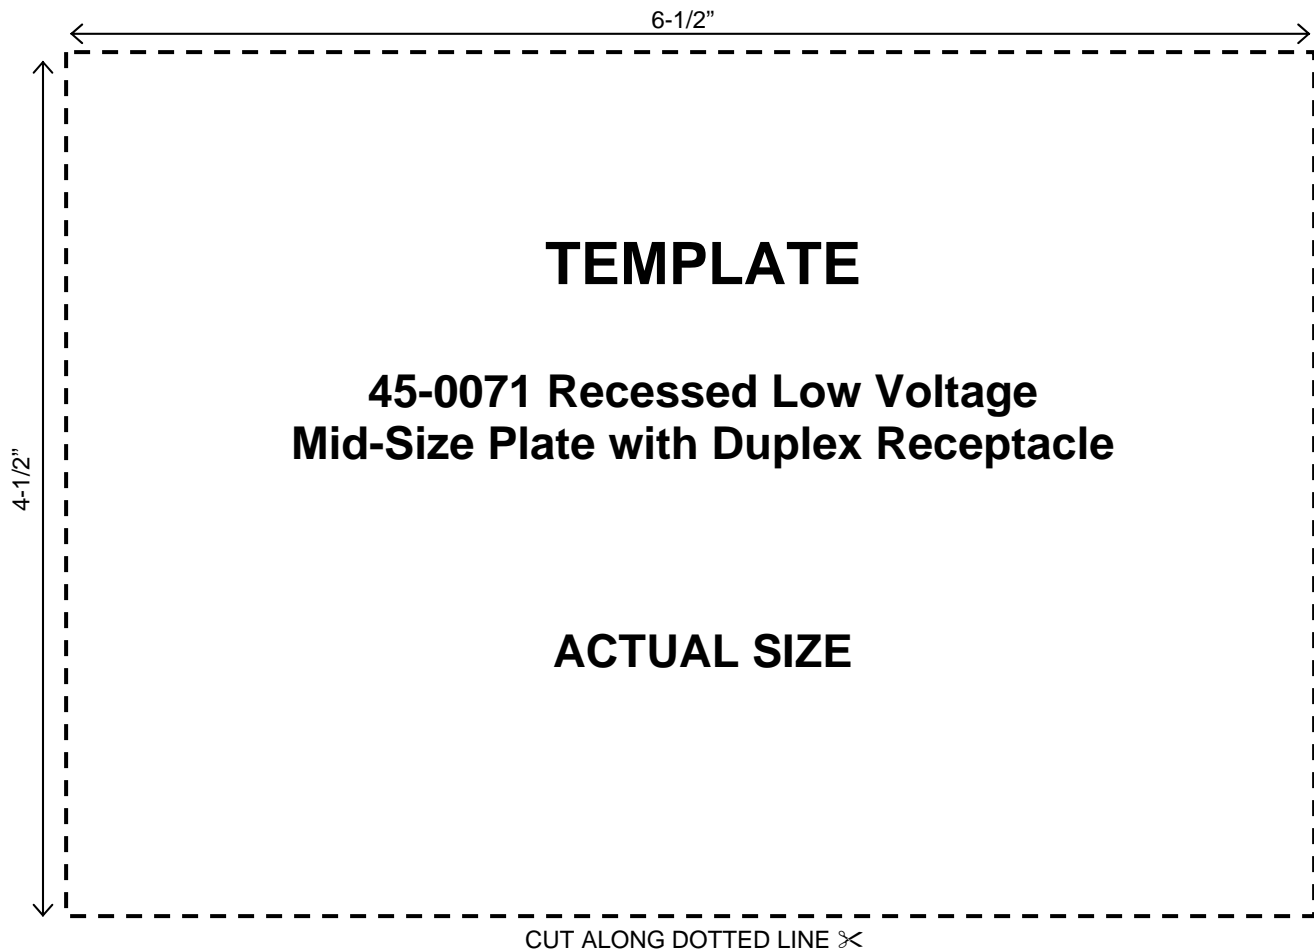 6-1/2”
4-1/2”
TEMPLATE
45-0071 Recessed Low Voltage
Mid-Size Plate with Duplex Receptacle
ACTUAL SIZE
CUT ALONG DOTTED LINE ✂